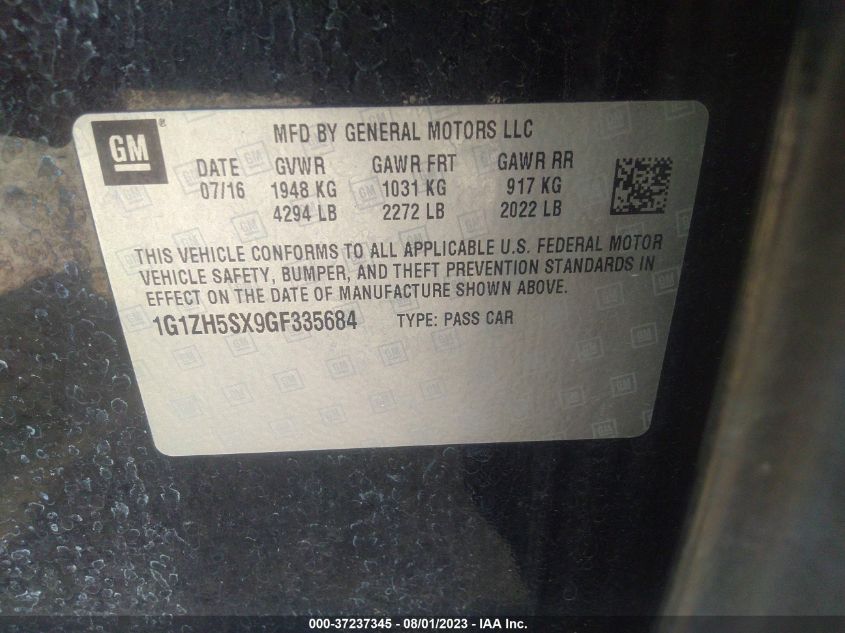 GM ®
MFD BY GENERAL MOTORS LLC
DATE GVWR GAWR FRT GAWR RR
07/16 1948 KG 1031 KG 917 KG
4294 LB 2272 LB 2022 LB
THIS VEHICLE CONFORMS TO ALL APPLICABLE U.S. FEDERAL MOTOR
VEHICLE SAFETY, BUMPER, AND THEFT PREVENTION STANDARDS IN
EFFECT ON THE DATE OF MANUFACTURE SHOWN ABOVE.
1G1ZH5SX9GF335684 TYPE: PASS CAR
000-37237345 - 08/01/2023 - IAA Inc.